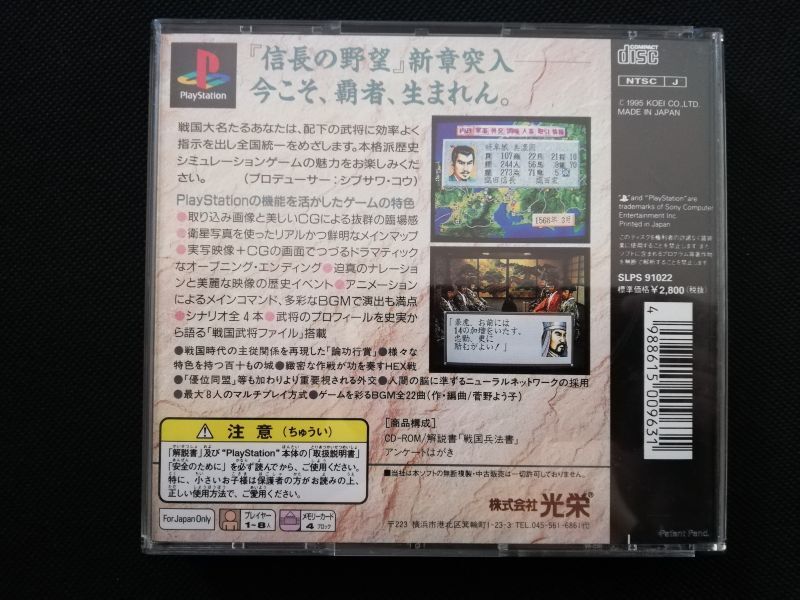 PlayStation
『信長の野望』新章突入
今こそ、覇者、生まれん。
戦国大名たるあなたは、配下の武将に効率よく
指示を出し全国統一をめざします。本格派歴史
シミュレーションゲームの魅力をお楽しみくださ
い。 (プロデューサー:シブサワ・コウ)
PlayStationの機能を活かしたゲームの特色
●取り込み画像と美しいCGによる抜群の臨場感
●衛星写真を使ったリアルかつ鮮明なメインマップ
●実写映像+CGの画面でつづるドラマティック
なオープニング・エンディング●迫真のナレーション
と美麗な映像の歴史イベント●アニメーション
によるメインコマンド、多彩なBGMで演出も満点
●シナリオ全4本●武将のプロフィールを史実か
ら語る「戦国武将ファイル」搭載
●戦国時代の主従関係を再現した「論功行賞」●様々な
特色を持つ百十もの城●緻密な作戦が功を奏すHEX戦
●「優位同盟」等も加わりより重要視される外交●人間の脳に準ずるニューラルネットワークの採用
●最大8人のマルチプレイ方式●ゲームを彩るBGM全22曲(作・編曲/菅野よう子)
織田信長
1568年 3月
「景虎、お前には
14の加増をいたす。
忠勤、更に
励むがよい!」
注意(ちゅうい)
「解説書」及び"PlayStation"本体の「取扱説明書」
「安全のために」を必ず読んでから、ご使用ください。
特に、小さいお子様は保護者の方がお読みの上、
正しい使用方法で、ご愛用ください。
For Japan Only
プレイヤー
1~8人
メモリーカード
4ブロック
[商品構成]
CD-ROM/解説書「戦国兵法書」
アンケートはがき
■当社は本ソフトの無断複製・中古販売は一切許可しておりません。
株式会社光栄®
〒223 横浜市港北区箕輪町1-23-3 TEL.045-561-6861㈹
COMPACT
disc
NTSC J
© 1995 KOEI CO.,LTD.
MADE IN JAPAN
" " and "PlayStation" are
trademarks of Sony Computer
Entertainment Inc.
Printed in Japan
SLPS 91022
標準価格¥2,800(税抜)
4988615009631
Patent Pend.